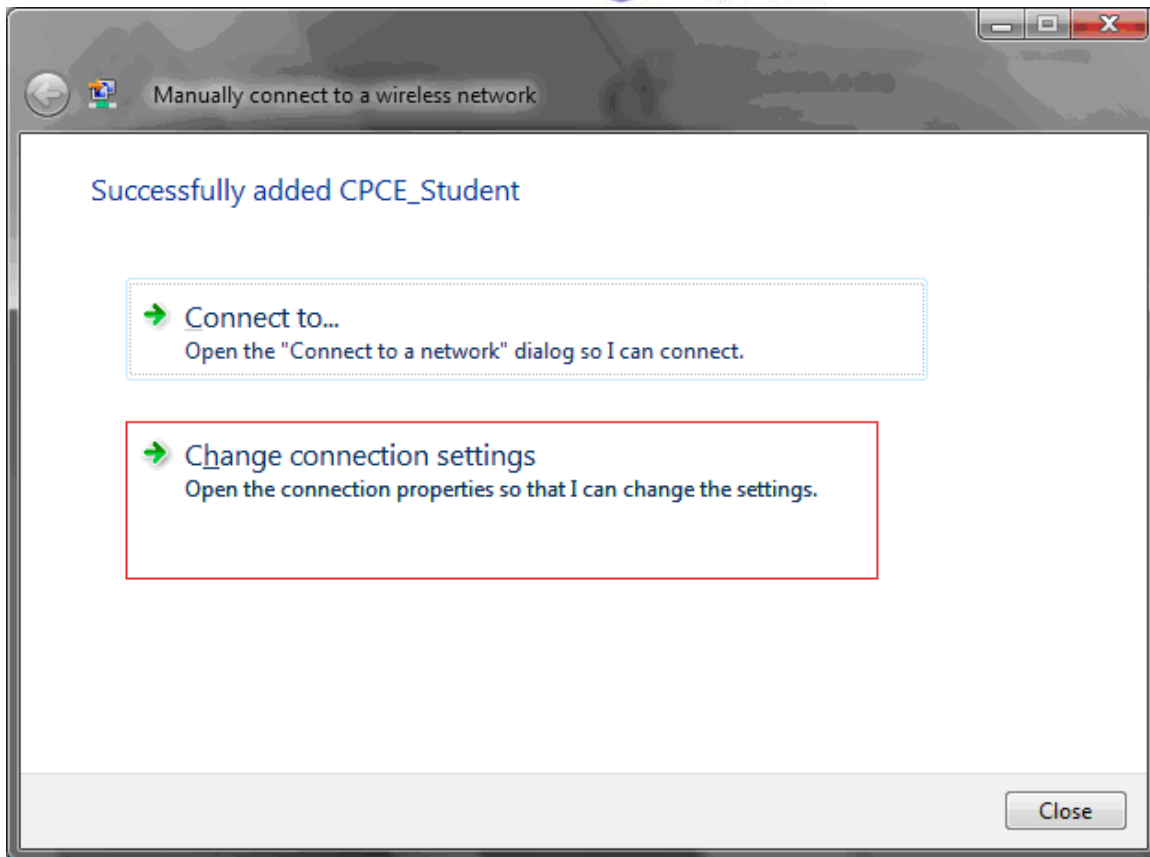 Manually connect to a wireless network
Successfully added CPCE_Student
Connect to...
Open the "Connect to a network" dialog so I can connect.
Change connection settings
Open the connection properties so that I can change the settings.
Close